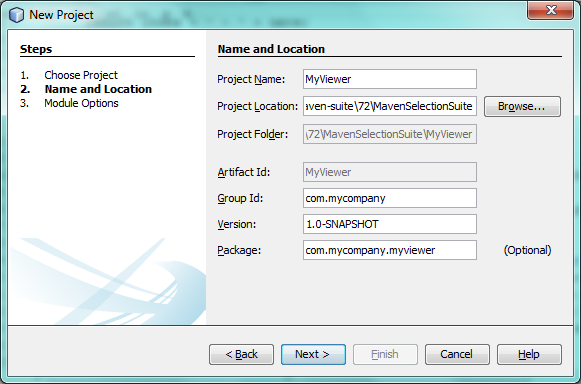 New Project
Steps
1. Choose Project
2. Name and Location
3. Module Options
Name and Location
Project Name: MyViewer
Project Location: aven-suite\72\MavenSelectionSuite Browse...
Project Folder: \72\MavenSelectionSuite\MyViewer
Artifact Id: MyViewer
Group Id: com.mycompany
Version: 1.0-SNAPSHOT
Package: com.mycompany.myviewer (Optional)
< Back Next > Finish Cancel Help